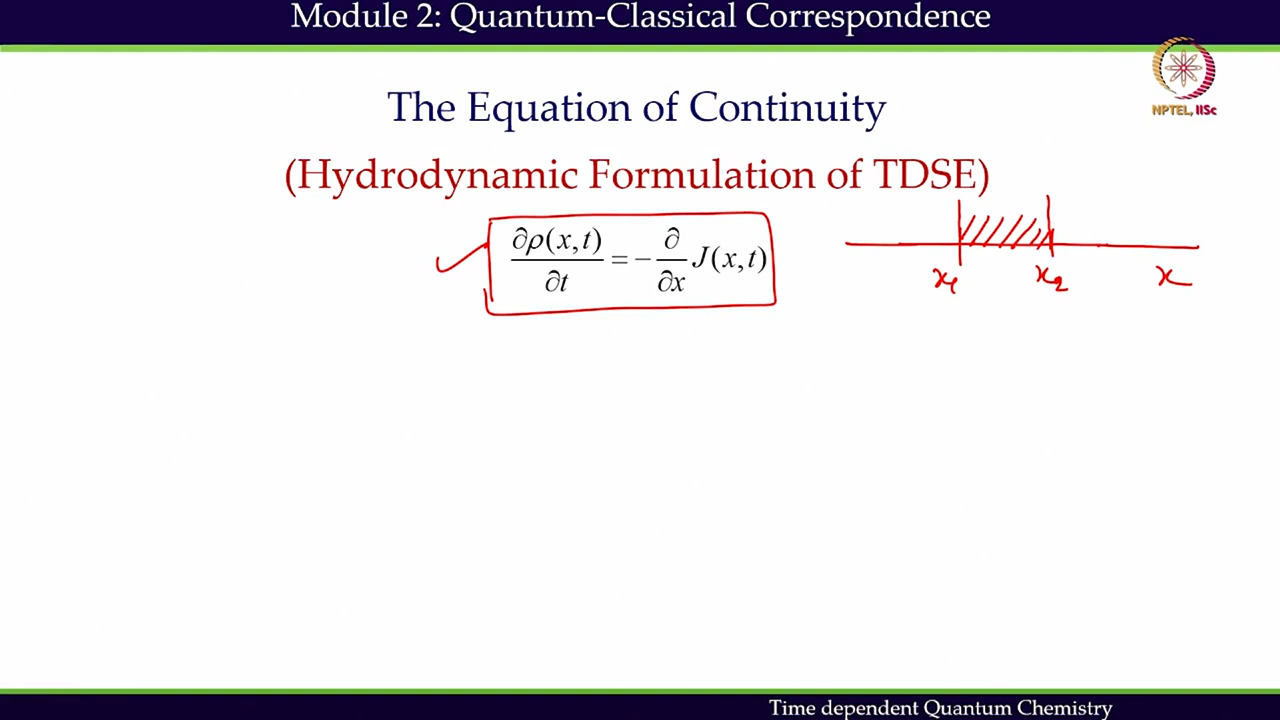 Module 2: Quantum-Classical Correspondence
NPTEL, IISc
The Equation of Continuity
(Hydrodynamic Formulation of TDSE)
∂ρ(x,t)/∂t = −∂/∂x J(x,t)
x₁ x₂ x
Time dependent Quantum Chemistry